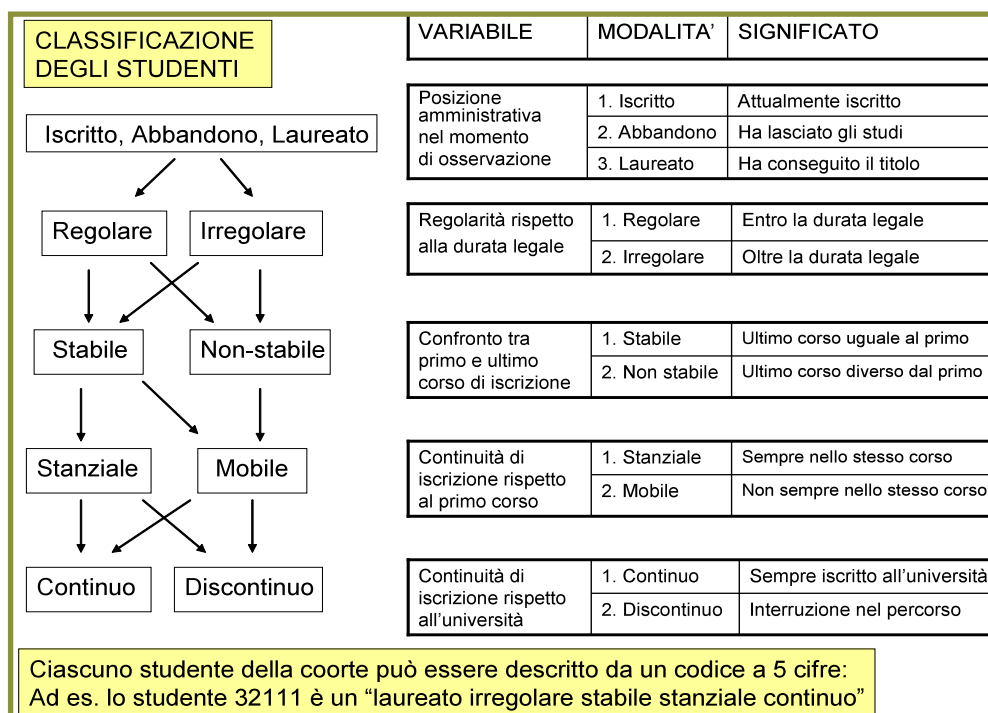 CLASSIFICAZIONE
DEGLI STUDENTI
Iscritto, Abbandono, Laureato
Regolare
Irregolare
Stabile
Non-stabile
Stanziale
Mobile
Continuo
Discontinuo
VARIABILE
MODALITA'
SIGNIFICATO
Posizione
amministrativa
nel momento
di osservazione
1. Iscritto
Attualmente iscritto
2. Abbandono
Ha lasciato gli studi
3. Laureato
Ha conseguito il titolo
Regolarità rispetto
alla durata legale
1. Regolare
Entro la durata legale
2. Irregolare
Oltre la durata legale
Confronto tra
primo e ultimo
corso di iscrizione
1. Stabile
Ultimo corso uguale al primo
2. Non stabile
Ultimo corso diverso dal primo
Continuità di
iscrizione rispetto
al primo corso
1. Stanziale
Sempre nello stesso corso
2. Mobile
Non sempre nello stesso corso
Continuità di
iscrizione rispetto
all'università
1. Continuo
Sempre iscritto all'università
2. Discontinuo
Interruzione nel percorso
Ciascuno studente della coorte può essere descritto da un codice a 5 cifre:
Ad es. lo studente 32111 è un “laureato irregolare stabile stanziale continuo”